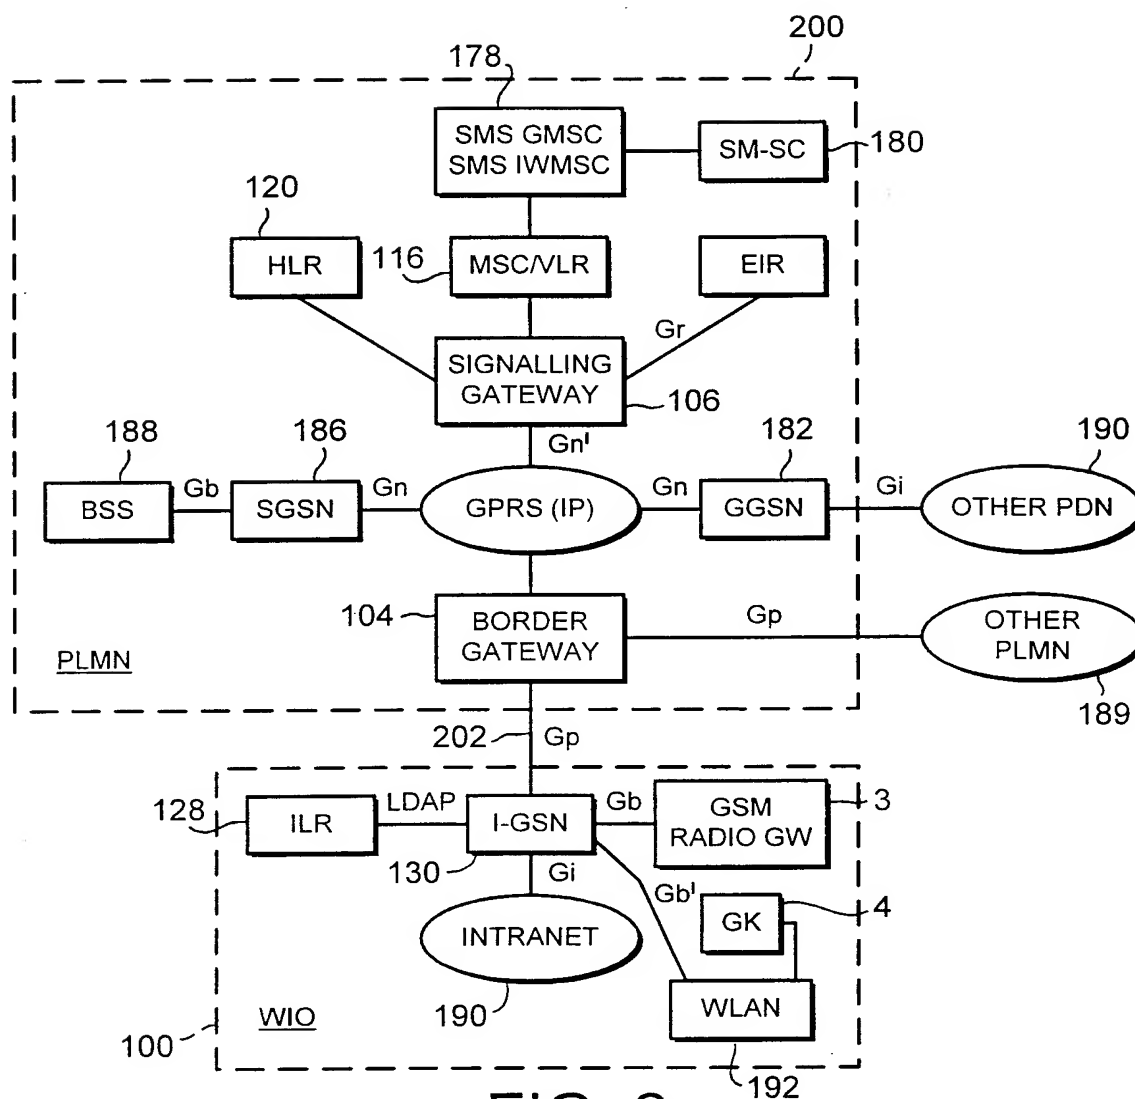 200
178
SMS GMSC
SMS IWMSC
SM-SC
180
120
HLR
116
MSC/VLR
EIR
Gr
SIGNALLING
GATEWAY
106
Gn'
188
186
182
190
BSS
Gb
SGSN
Gn
GPRS (IP)
Gn
GGSN
Gi
OTHER PDN
104
BORDER
GATEWAY
Gp
OTHER
PLMN
189
PLMN
202
Gp
128
ILR
LDAP
I-GSN
130
Gb
GSM
RADIO GW
3
Gi
Gb'
GK
4
INTRANET
190
WLAN
192
WIO
100